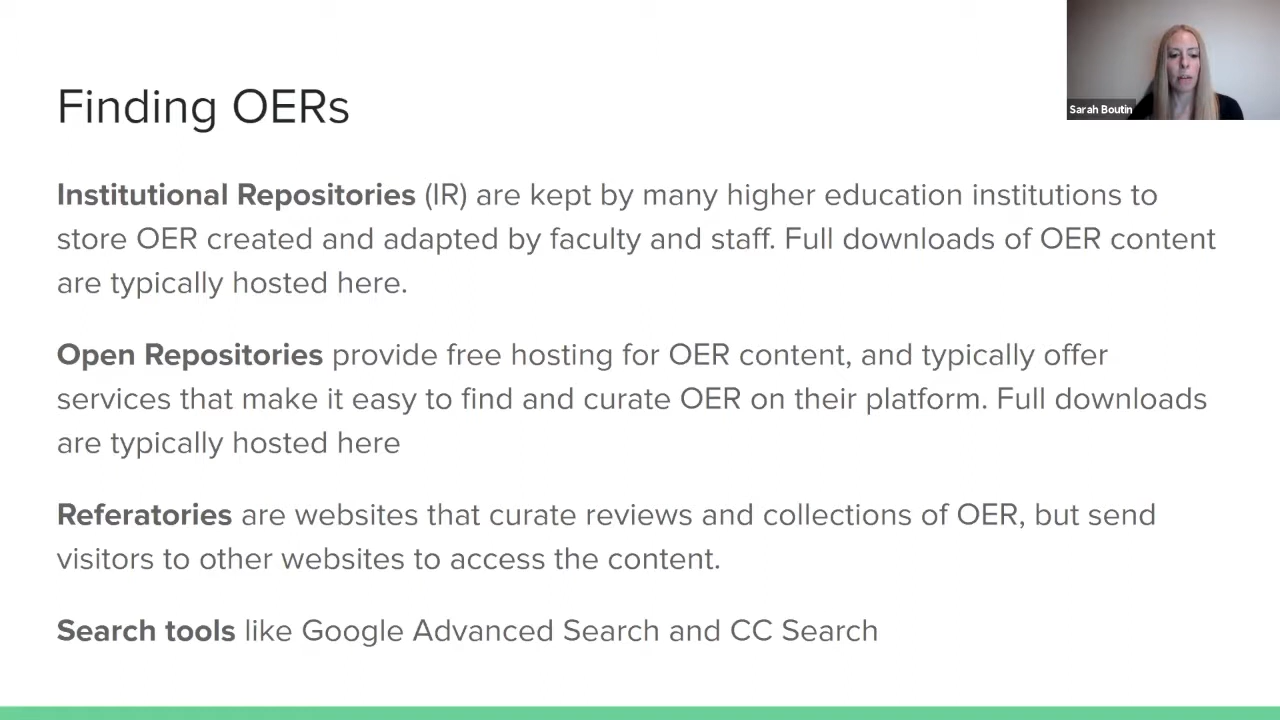 Finding OERs
Sarah Boutin
Institutional Repositories (IR) are kept by many higher education institutions to
store OER created and adapted by faculty and staff. Full downloads of OER content
are typically hosted here.
Open Repositories provide free hosting for OER content, and typically offer
services that make it easy to find and curate OER on their platform. Full downloads
are typically hosted here
Referatories are websites that curate reviews and collections of OER, but send
visitors to other websites to access the content.
Search tools like Google Advanced Search and CC Search